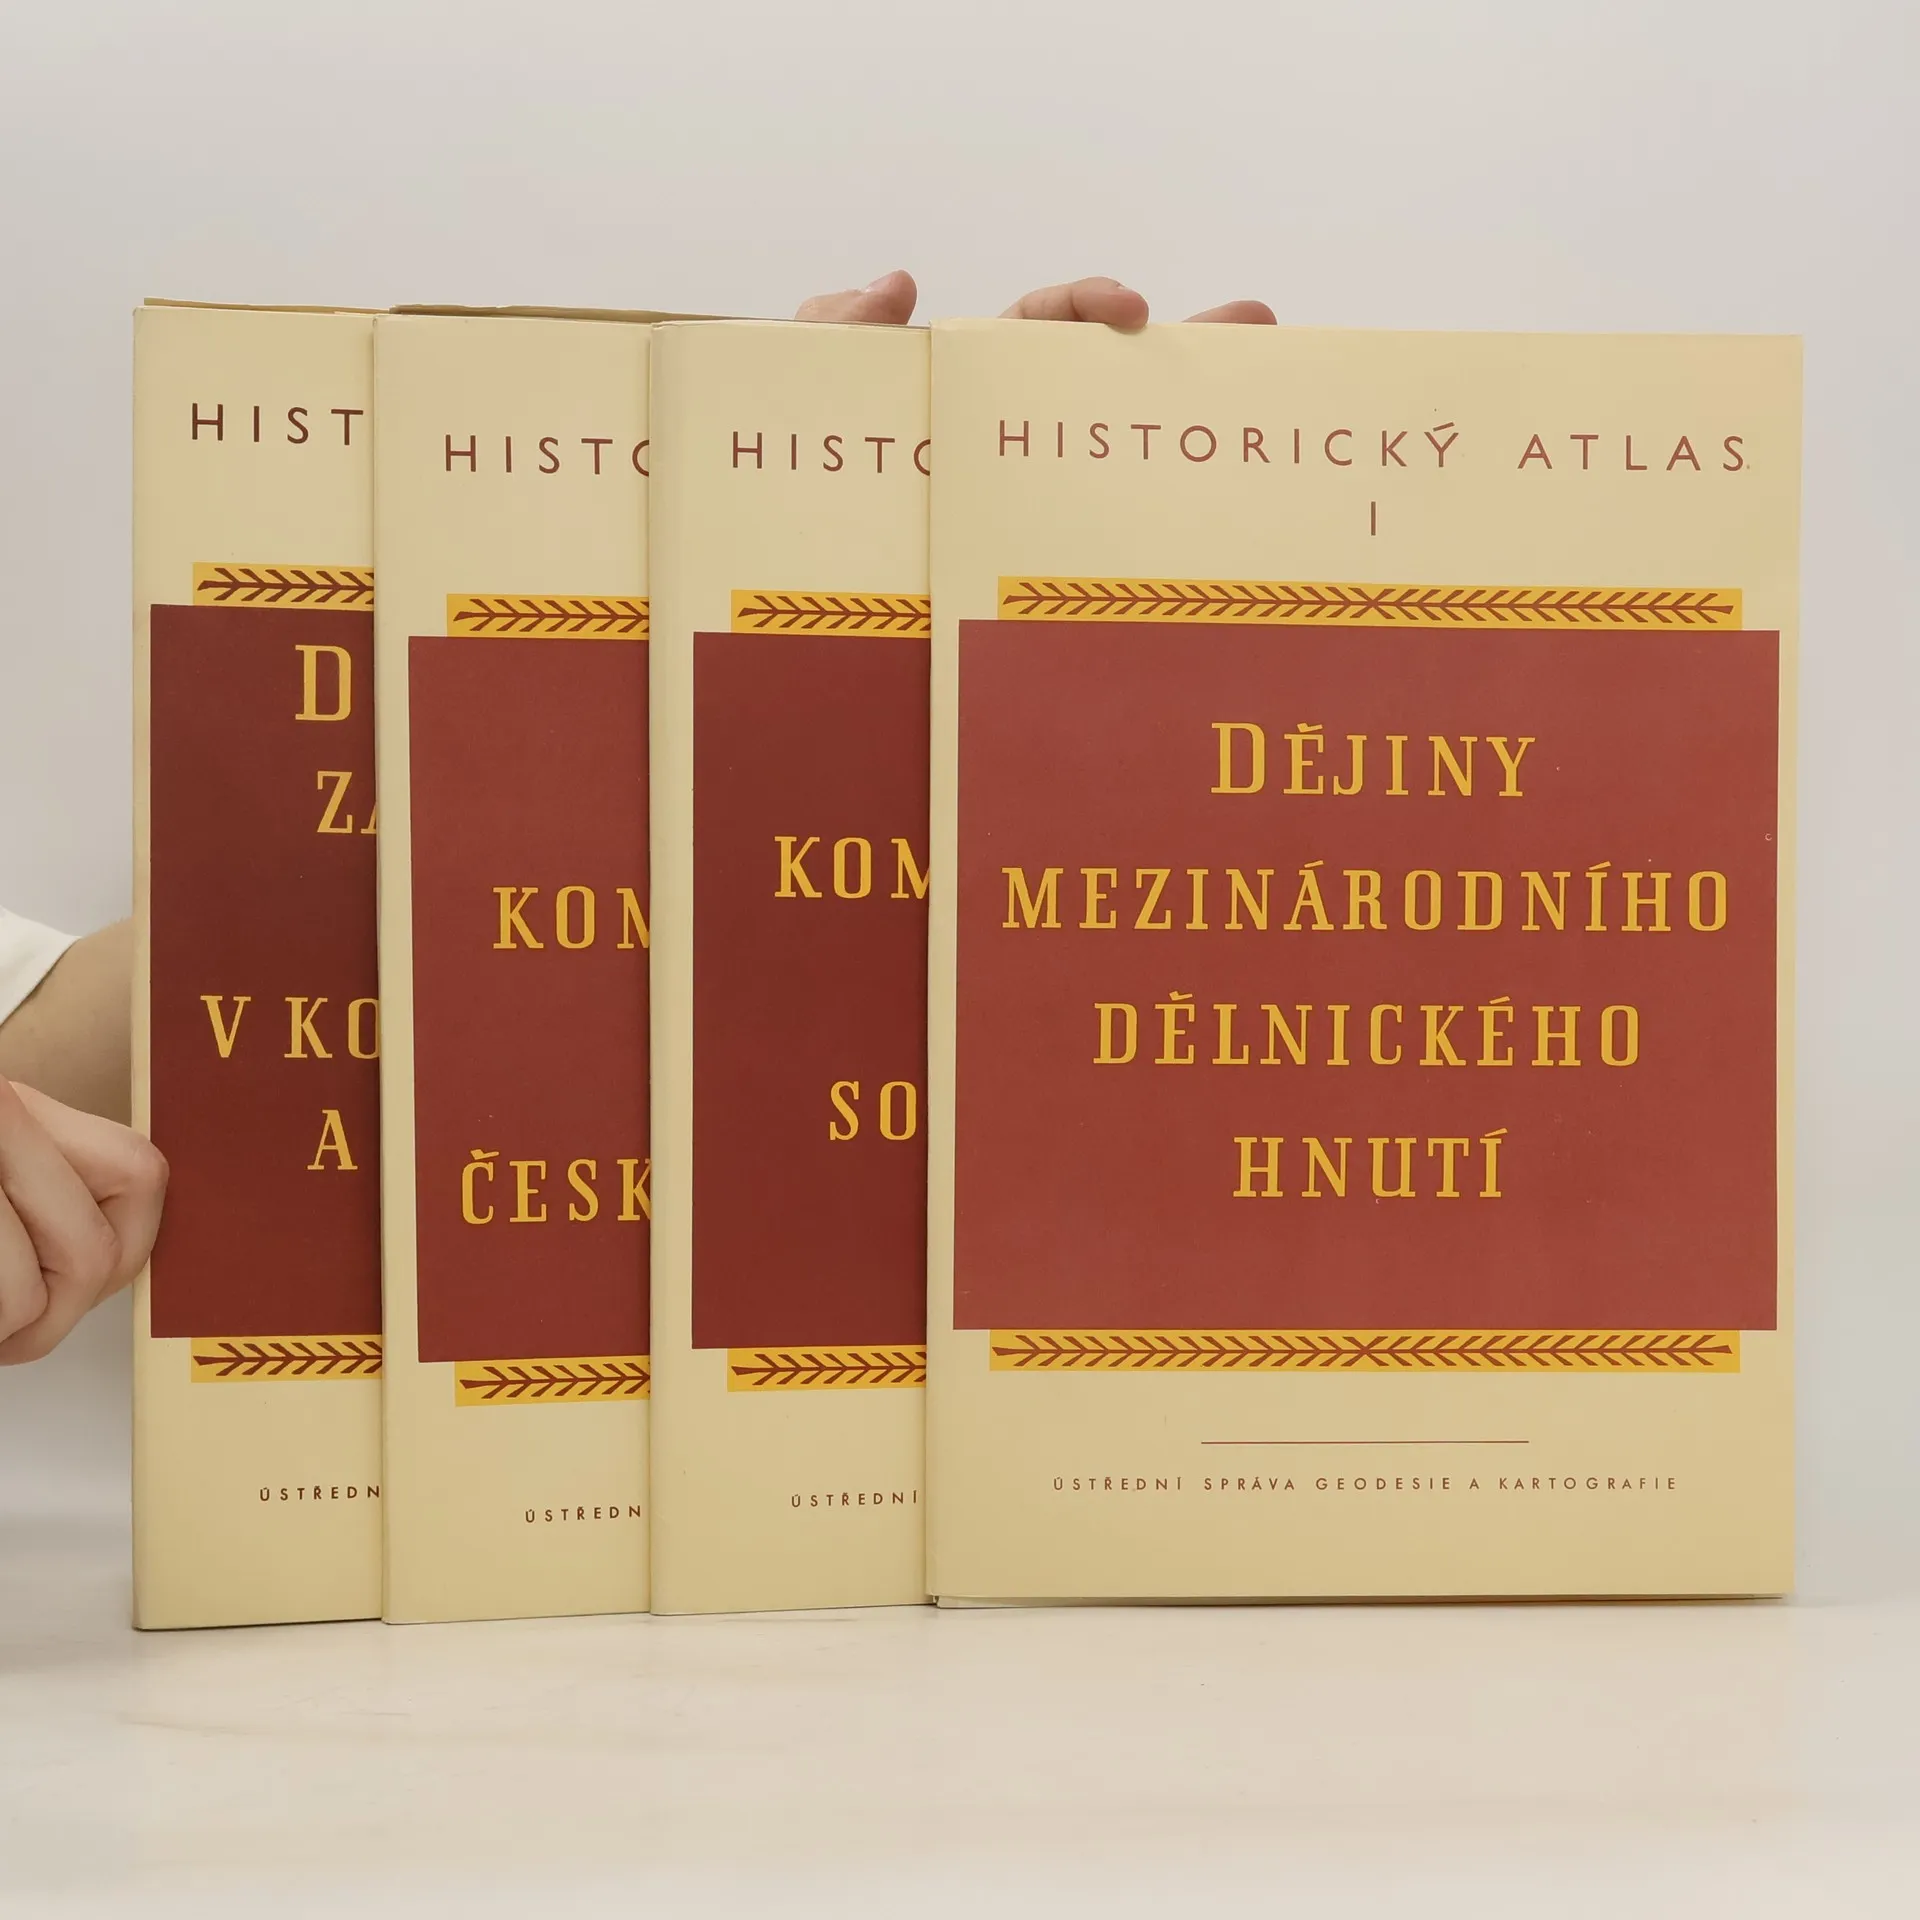 HIST
D
ZA
V KO
A
ÚSTŘEDN
HISTO
KOM
ČESK
ÚSTŘEDN
HISTO
KOM
SO
ÚSTŘEDNÍ
HISTORICKÝ ATLAS
I
DĚJINY
MEZINÁRODNÍHO
DĚLNICKÉHO
HNUTÍ
ÚSTŘEDNÍ SPRÁVA GEODESIE A KARTOGRAFIE